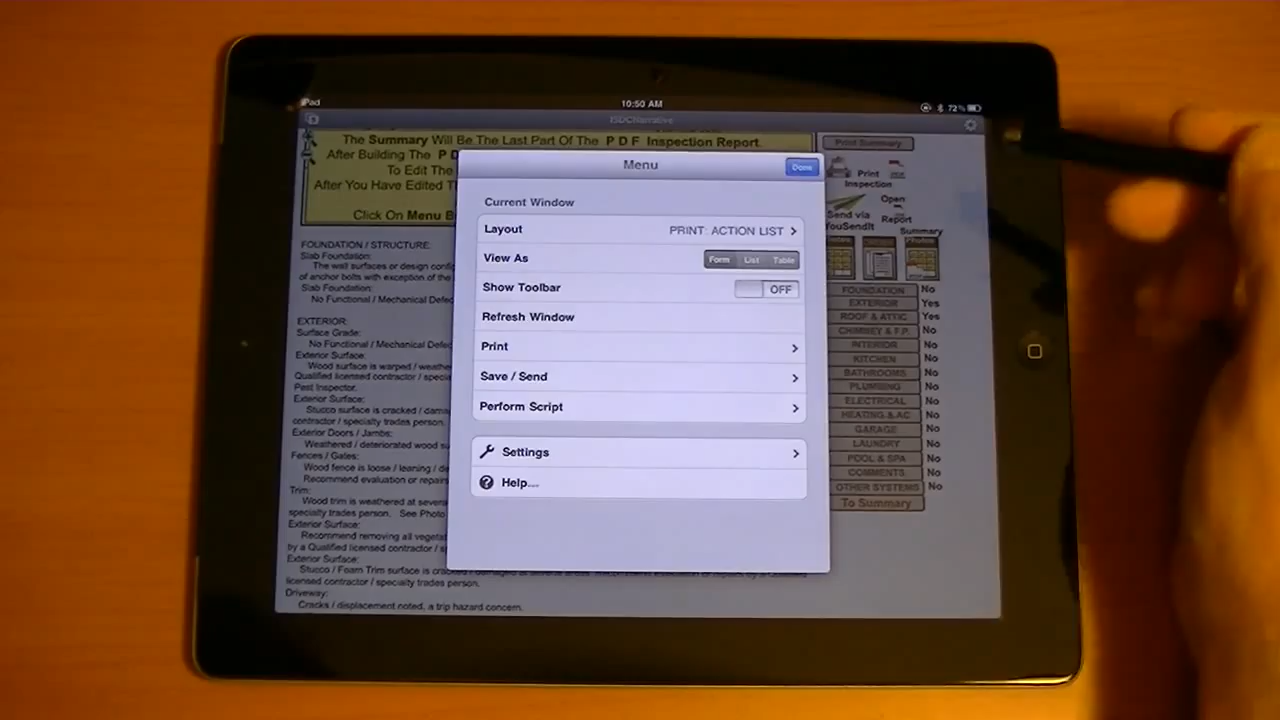 iPad
10:50 AM
72%
ISDCNarrative
The Summary Will Be The Last Part Of The P D F Inspection Report.
After Building The P D
To Edit The
After You Have Edited T
Click On Menu B
Print Summary
Print
Inspection
Open
Send via
YouSendIt
Report
Summary
Photos
Menu
Done
Current Window
Layout PRINT: ACTION LIST
View As Form List Table
Show Toolbar OFF
Refresh Window
Print
Save / Send
Perform Script
Settings
Help...
FOUNDATION / STRUCTURE:
Slab Foundation:
The wall surfaces or design confi
of anchor bolts with exception of the
Slab Foundation:
No Functional / Mechanical Defec
EXTERIOR:
Surface Grade:
No Functional / Mechanical Defec
Exterior Surface:
Wood surface is warped / weathe
Qualified licensed contractor / specia
Pest Inspector.
Exterior Surface:
Stucco surface is cracked / dama
contractor / specialty trades person.
Exterior Doors / Jambs:
Weathered / deteriorated wood su
Fences / Gates:
Wood fence is loose / leaning / de
Recommend evaluation or repairs
Trim:
Wood trim is weathered at severa
specialty trades person. See Photo
Exterior Surface:
Recommend removing all vegetat
by a Qualified licensed contractor / s
Exterior Surface:
Stucco / Foam Trim surface is cracked
licensed contractor / specialty trades person.
Driveway:
Cracks / displacement noted, a trip hazard concern.
FOUNDATION No
EXTERIOR Yes
ROOF & ATTIC Yes
CHIMNEY & F.P. No
INTERIOR No
KITCHEN No
BATHROOMS No
PLUMBING No
ELECTRICAL No
HEATING & AC No
GARAGE No
LAUNDRY No
POOL & SPA No
COMMENTS No
OTHER SYSTEMS No
To Summary